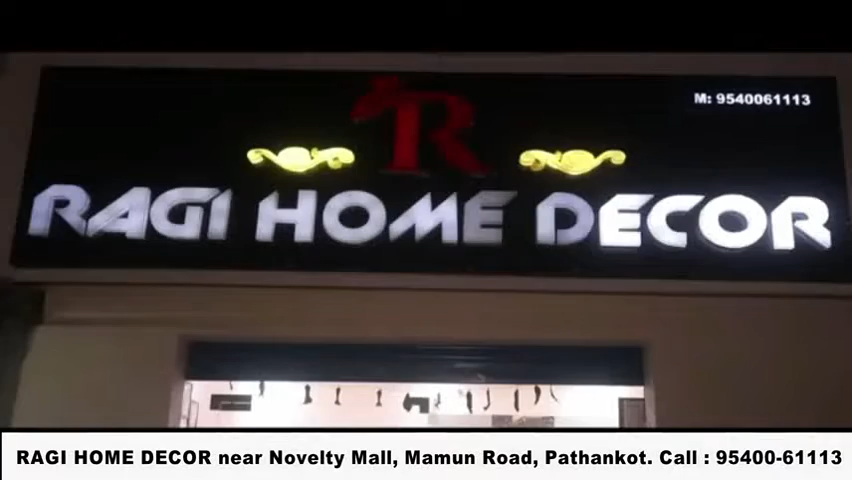 R
M: 9540061113
RAGI HOME DECOR
RAGI HOME DECOR near Novelty Mall, Mamun Road, Pathankot. Call : 95400-61113